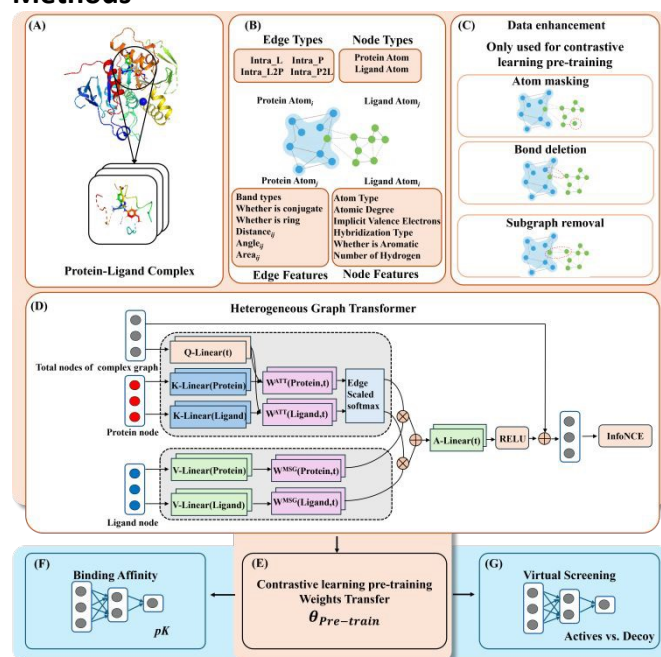 Methods
(A)
Protein-Ligand Complex
(B)
Edge Types
Node Types
Intra_L Intra_P
Intra_L2P Intra_P2L
Protein Atom
Ligand Atom
Protein Atomi
Ligand Atomj
Protein Atomj
Ligand Atomi
Band types
Whether is conjugate
Whether is ring
Distanceij
Angleij
Areaij
Atom Type
Atomic Degree
Implicit Valence Electrons
Hybridization Type
Whether is Aromatic
Number of Hydrogen
Edge Features
Node Features
(C)
Data enhancement
Only used for contrastive
learning pre-training
Atom masking
Bond deletion
Subgraph removal
(D)
Heterogeneous Graph Transformer
Total nodes of complex graph
Protein node
Ligand node
Q-Linear(t)
K-Linear(Protein)
K-Linear(Ligand)
W^ATT(Protein,t)
W^ATT(Ligand,t)
Edge
Scaled
softmax
V-Linear(Protein)
V-Linear(Ligand)
W^MSG(Protein,t)
W^MSG(Ligand,t)
A-Linear(t)
RELU
InfoNCE
(F)
Binding Affinity
pK
(E)
Contrastive learning pre-training
Weights Transfer
θPre-train
(G)
Virtual Screening
Actives vs. Decoy